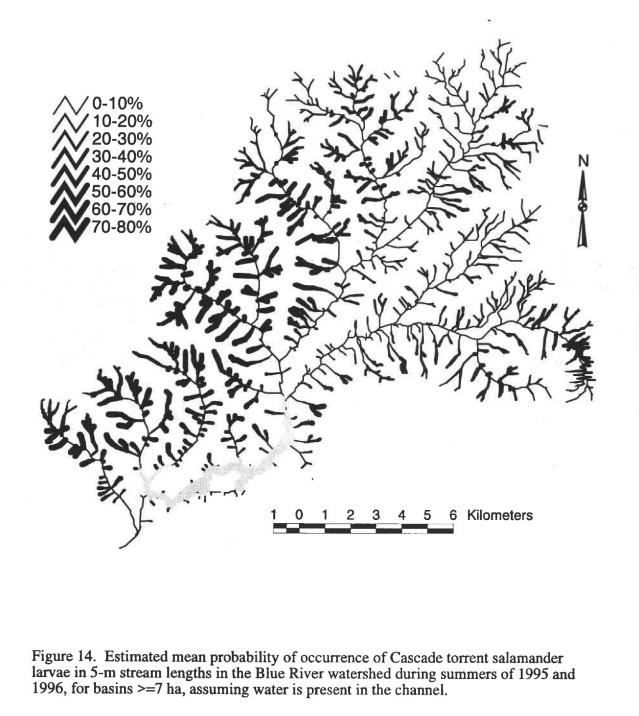 0-10%
10-20%
20-30%
30-40%
40-50%
50-60%
60-70%
70-80%
N
1 0 1 2 3 4 5 6 Kilometers
Figure 14. Estimated mean probability of occurrence of Cascade torrent salamander
larvae in 5-m stream lengths in the Blue River watershed during summers of 1995 and
1996, for basins >=7 ha, assuming water is present in the channel.